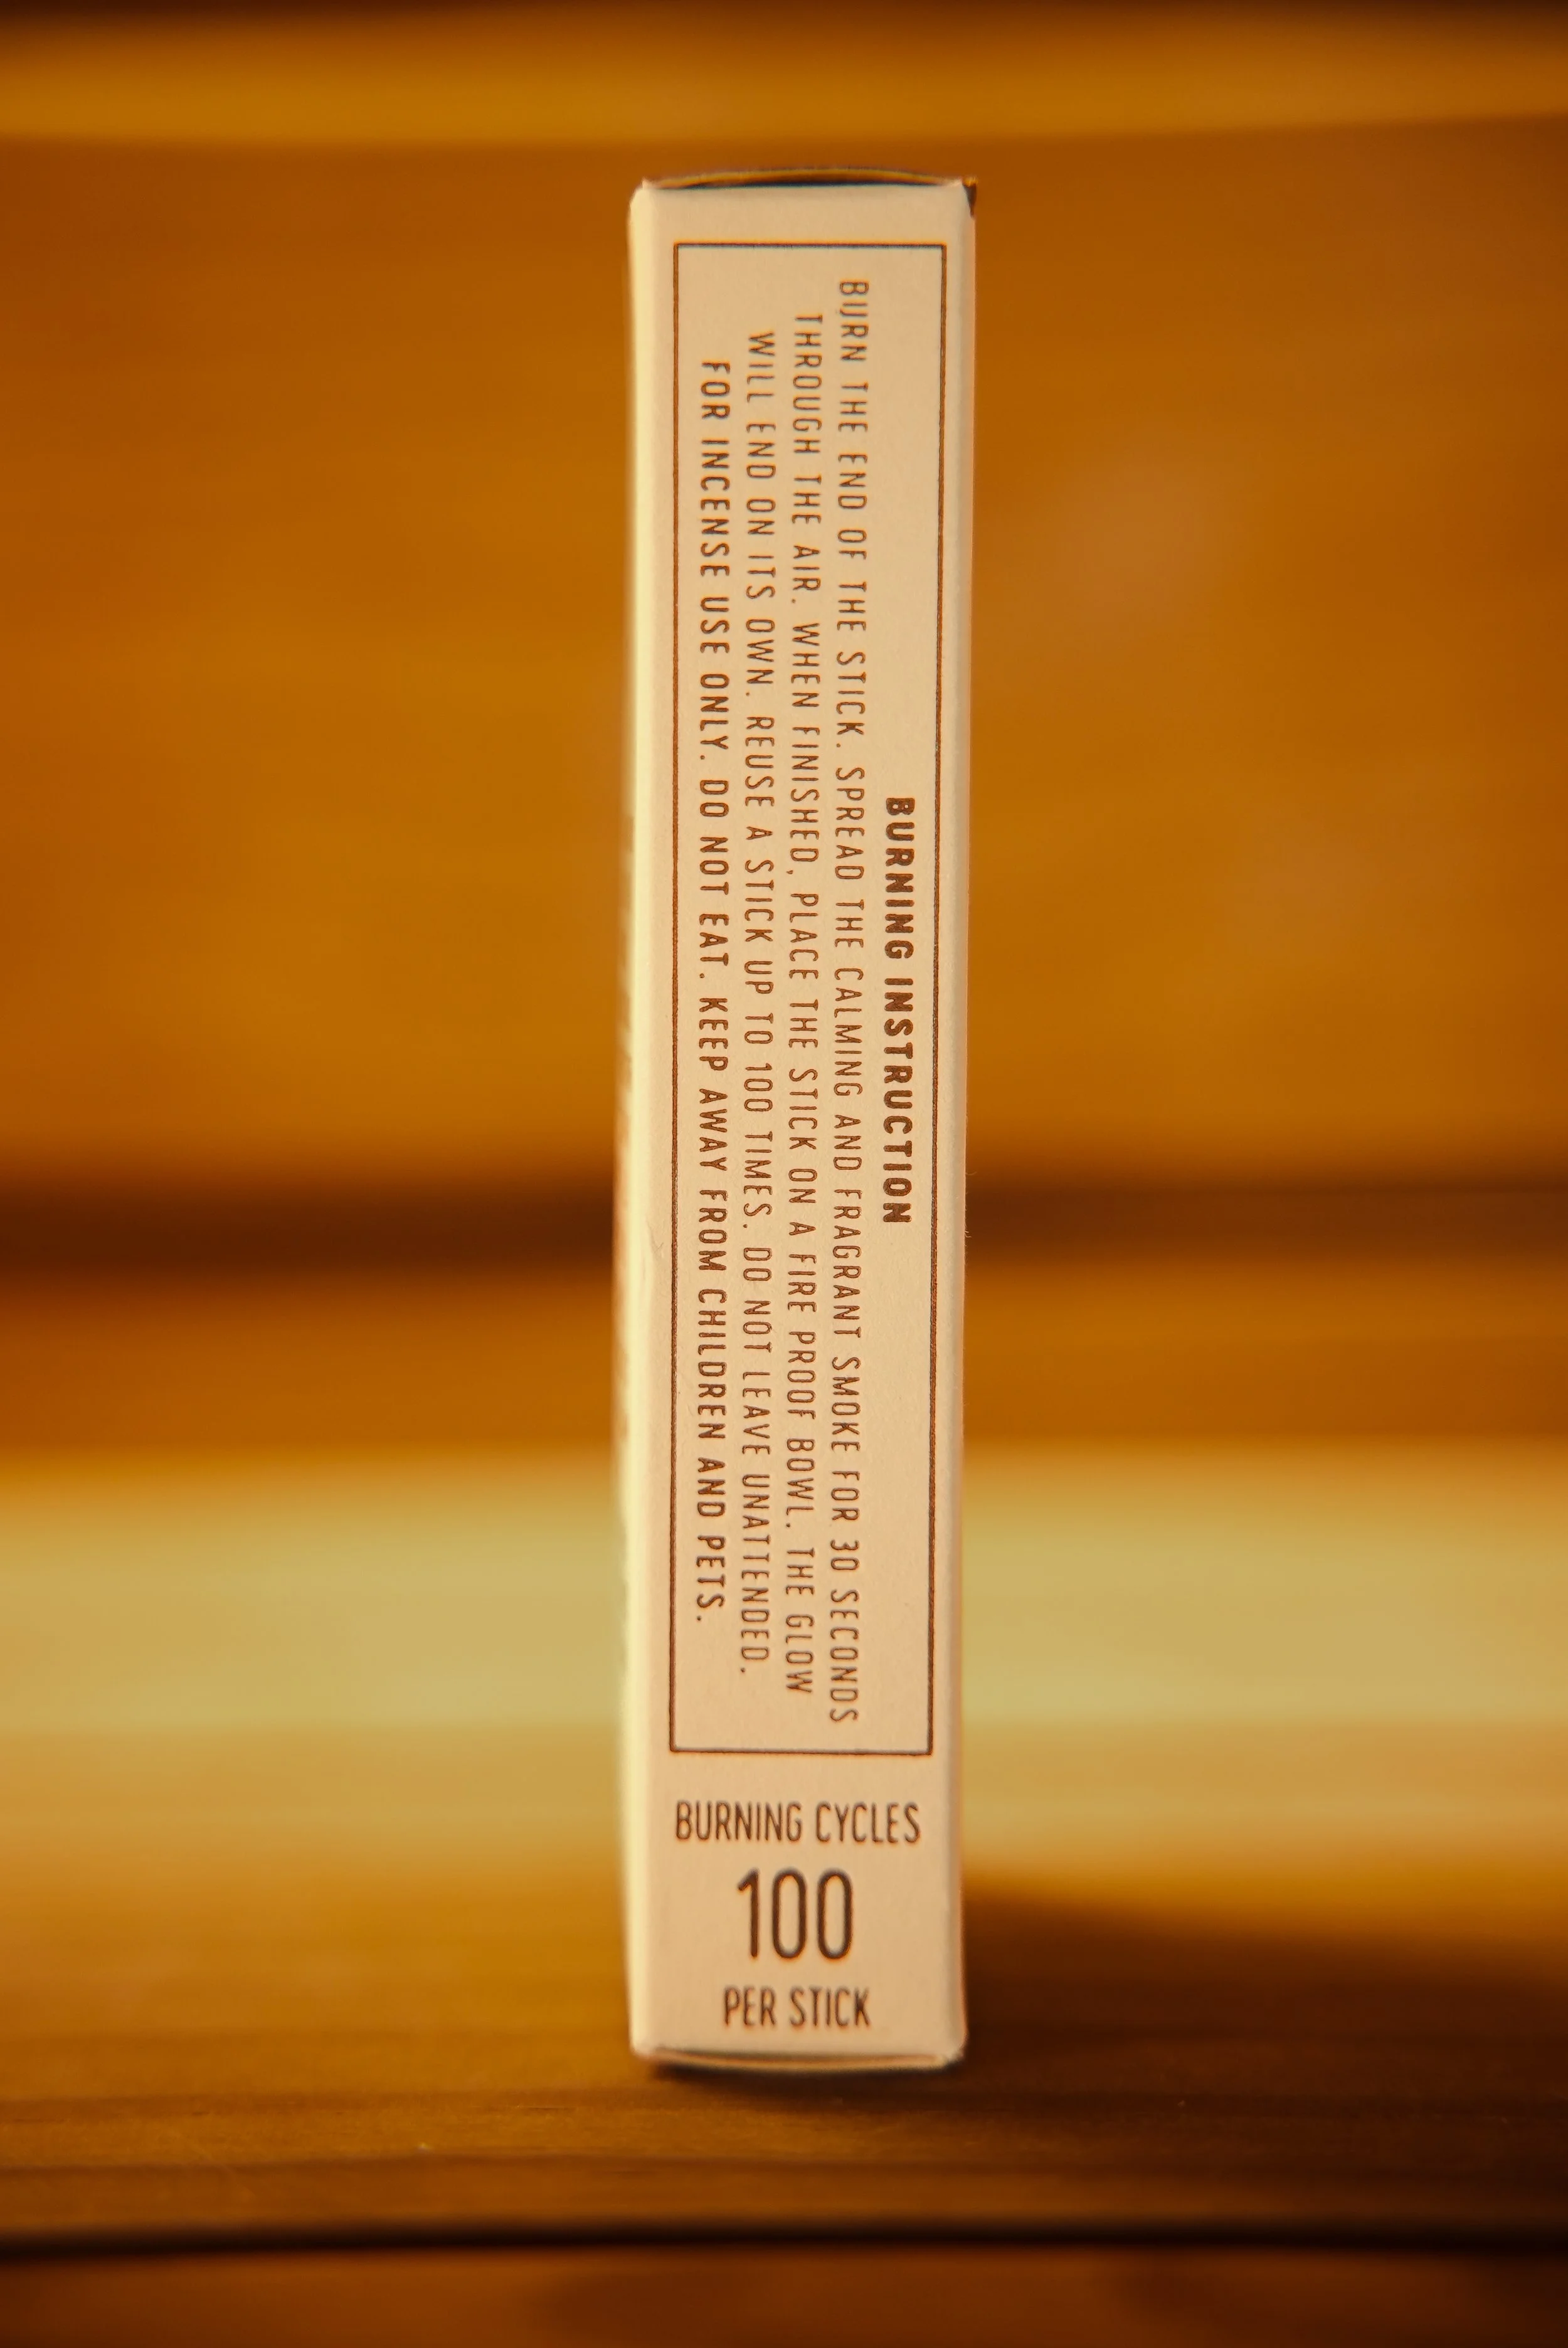 BURNING INSTRUCTION
BURN THE END OF THE STICK. SPREAD THE CALMING AND FRAGRANT SMOKE FOR 30 SECONDS
THROUGH THE AIR. WHEN FINISHED, PLACE THE STICK ON A FIRE PROOF BOWL. THE GLOW
WILL END ON ITS OWN. REUSE A STICK UP TO 100 TIMES. DO NOT LEAVE UNATTENDED.
FOR INCENSE USE ONLY. DO NOT EAT. KEEP AWAY FROM CHILDREN AND PETS.
BURNING CYCLES
100
PER STICK